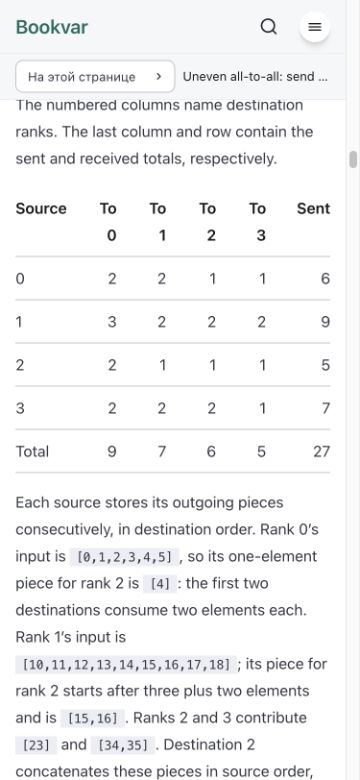 Bookvar
На этой странице > Uneven all-to-all: send ...
The numbered columns name destination
ranks. The last column and row contain the
sent and received totals, respectively.
Source To 0 To 1 To 2 To 3 Sent
0 2 2 1 1 6
1 3 2 2 2 9
2 2 1 1 1 5
3 2 2 2 1 7
Total 9 7 6 5 27
Each source stores its outgoing pieces
consecutively, in destination order. Rank 0’s
input is [0,1,2,3,4,5] , so its one-element
piece for rank 2 is [4] : the first two
destinations consume two elements each.
Rank 1’s input is
[10,11,12,13,14,15,16,17,18] ; its piece for
rank 2 starts after three plus two elements
and is [15,16] . Ranks 2 and 3 contribute
[23] and [34,35] . Destination 2
concatenates these pieces in source order,